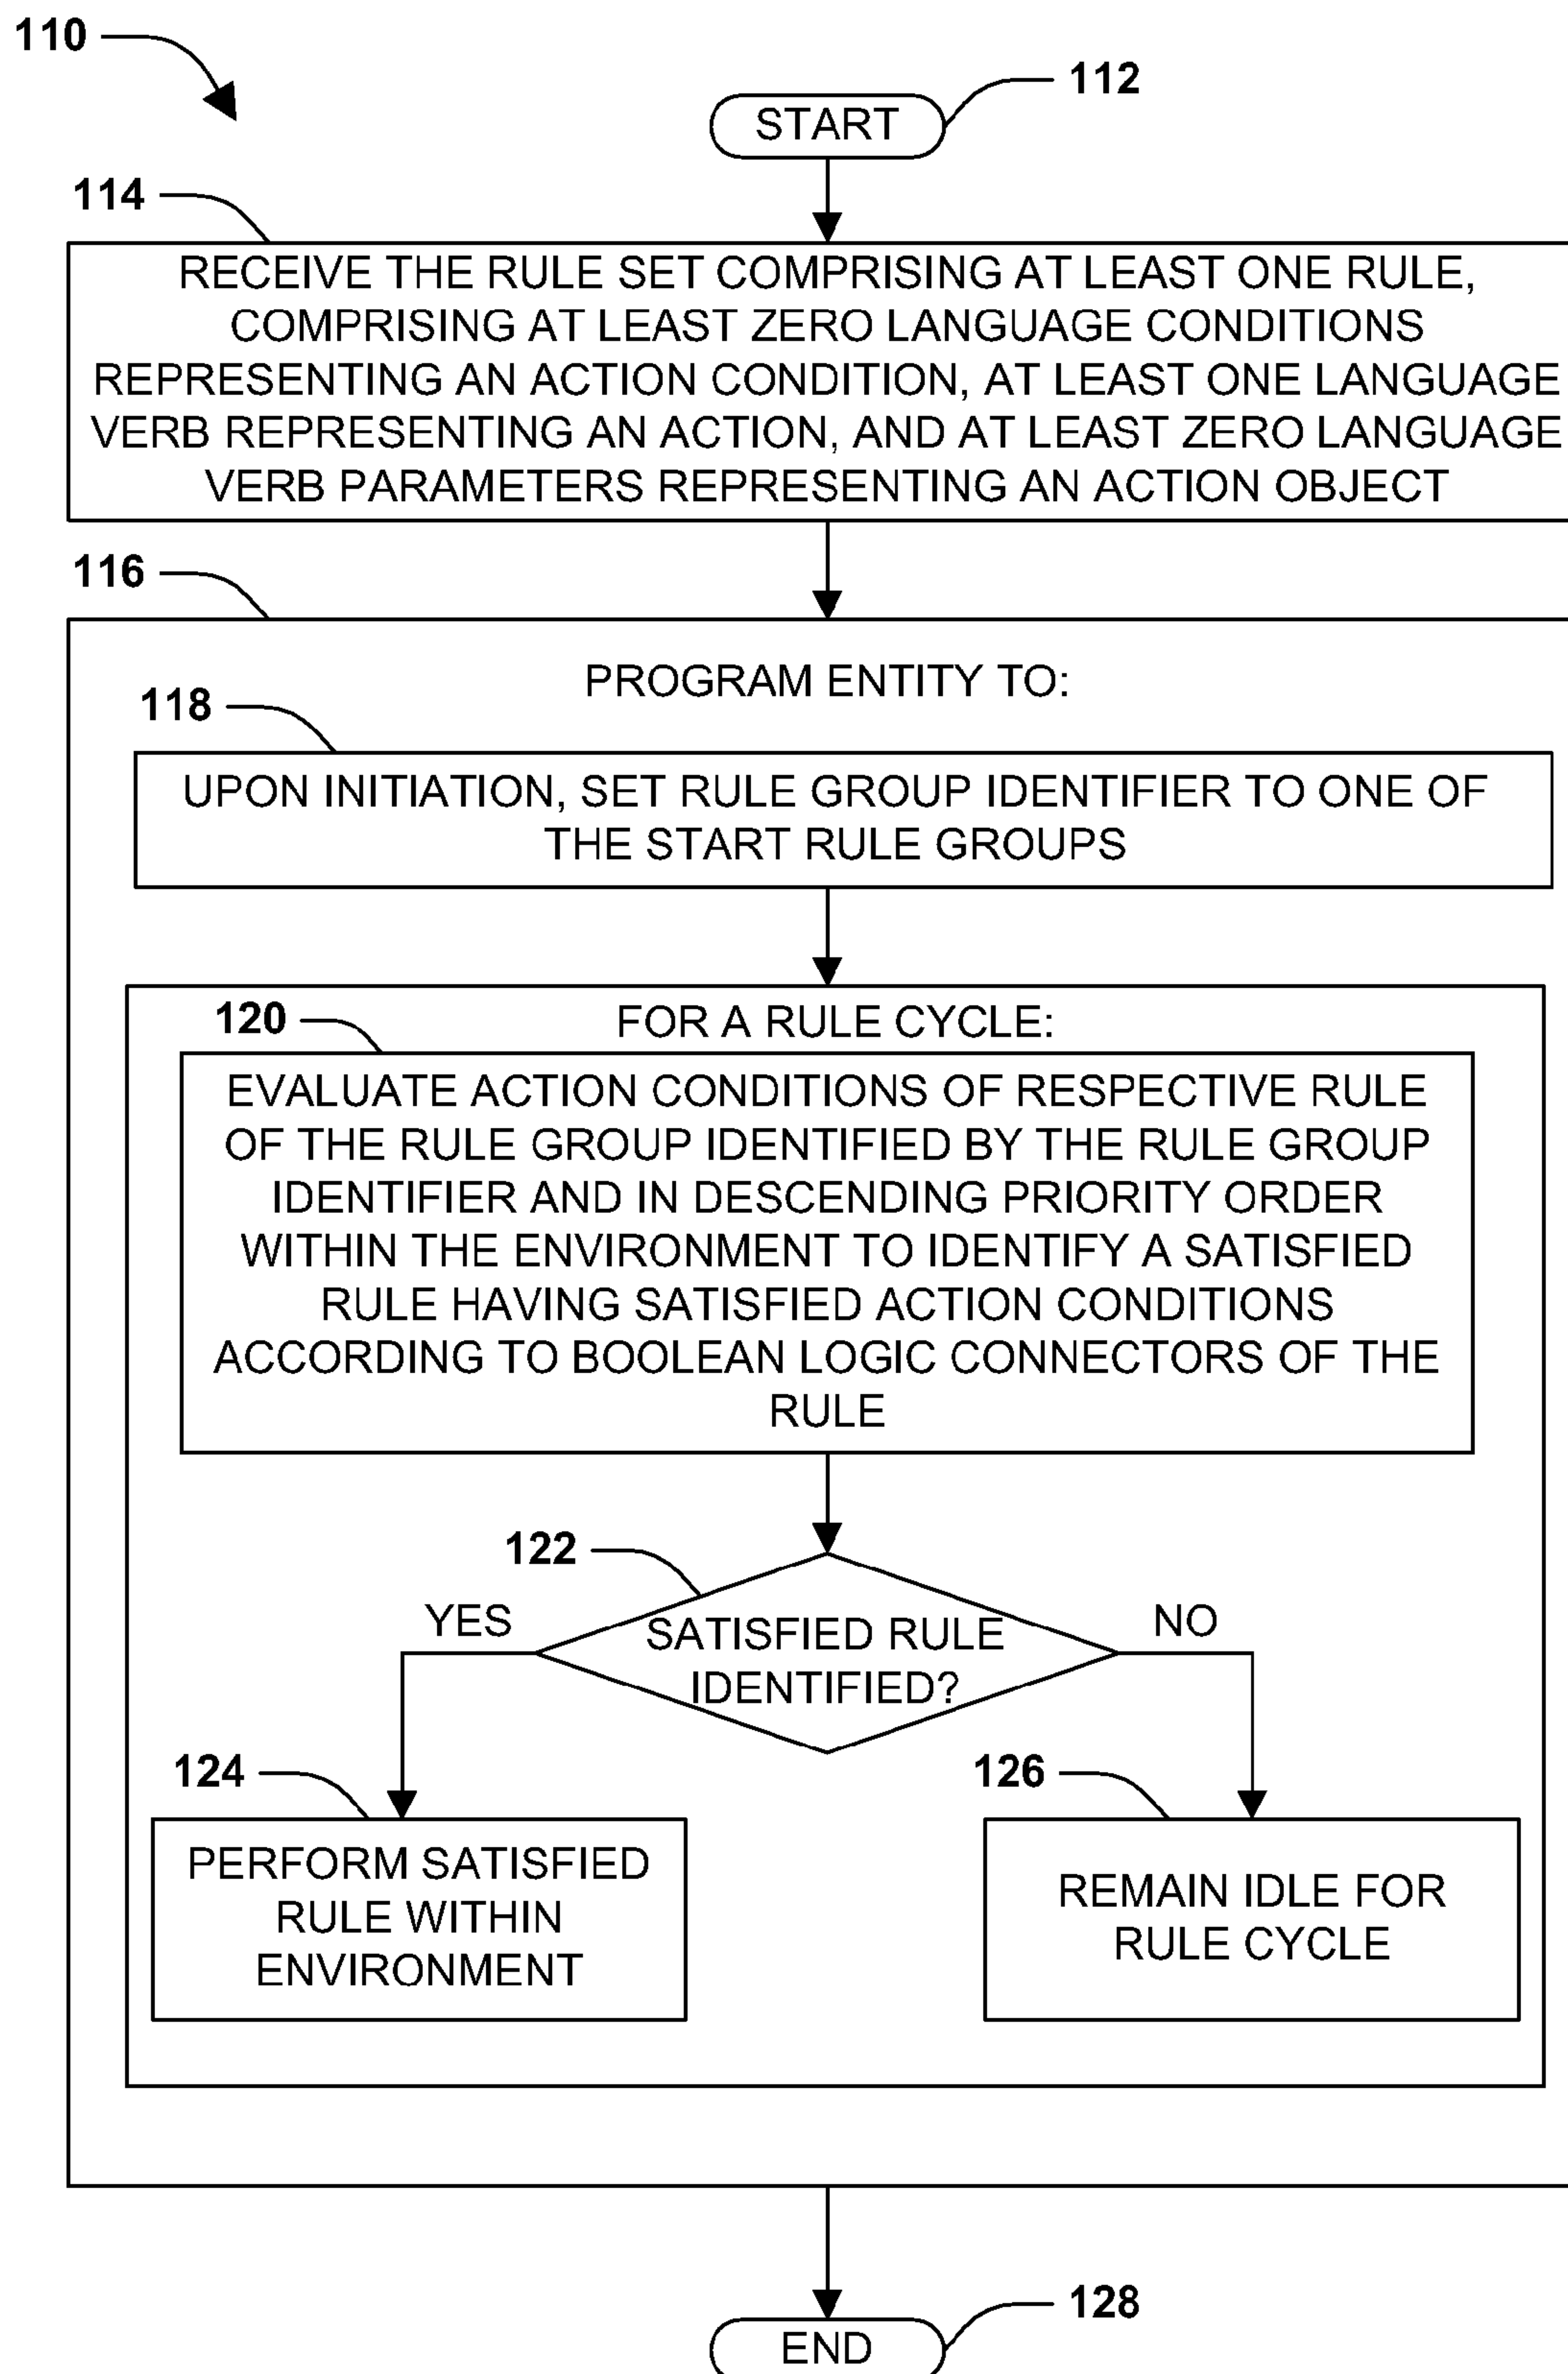 110
112
START
114
RECEIVE THE RULE SET COMPRISING AT LEAST ONE RULE,
COMPRISING AT LEAST ZERO LANGUAGE CONDITIONS
REPRESENTING AN ACTION CONDITION, AT LEAST ONE LANGUAGE
VERB REPRESENTING AN ACTION, AND AT LEAST ZERO LANGUAGE
VERB PARAMETERS REPRESENTING AN ACTION OBJECT
116
PROGRAM ENTITY TO:
118
UPON INITIATION, SET RULE GROUP IDENTIFIER TO ONE OF
THE START RULE GROUPS
120
FOR A RULE CYCLE:
EVALUATE ACTION CONDITIONS OF RESPECTIVE RULE
OF THE RULE GROUP IDENTIFIED BY THE RULE GROUP
IDENTIFIER AND IN DESCENDING PRIORITY ORDER
WITHIN THE ENVIRONMENT TO IDENTIFY A SATISFIED
RULE HAVING SATISFIED ACTION CONDITIONS
ACCORDING TO BOOLEAN LOGIC CONNECTORS OF THE
RULE
122
YES
NO
SATISFIED RULE
IDENTIFIED?
124
PERFORM SATISFIED
RULE WITHIN
ENVIRONMENT
126
REMAIN IDLE FOR
RULE CYCLE
128
END